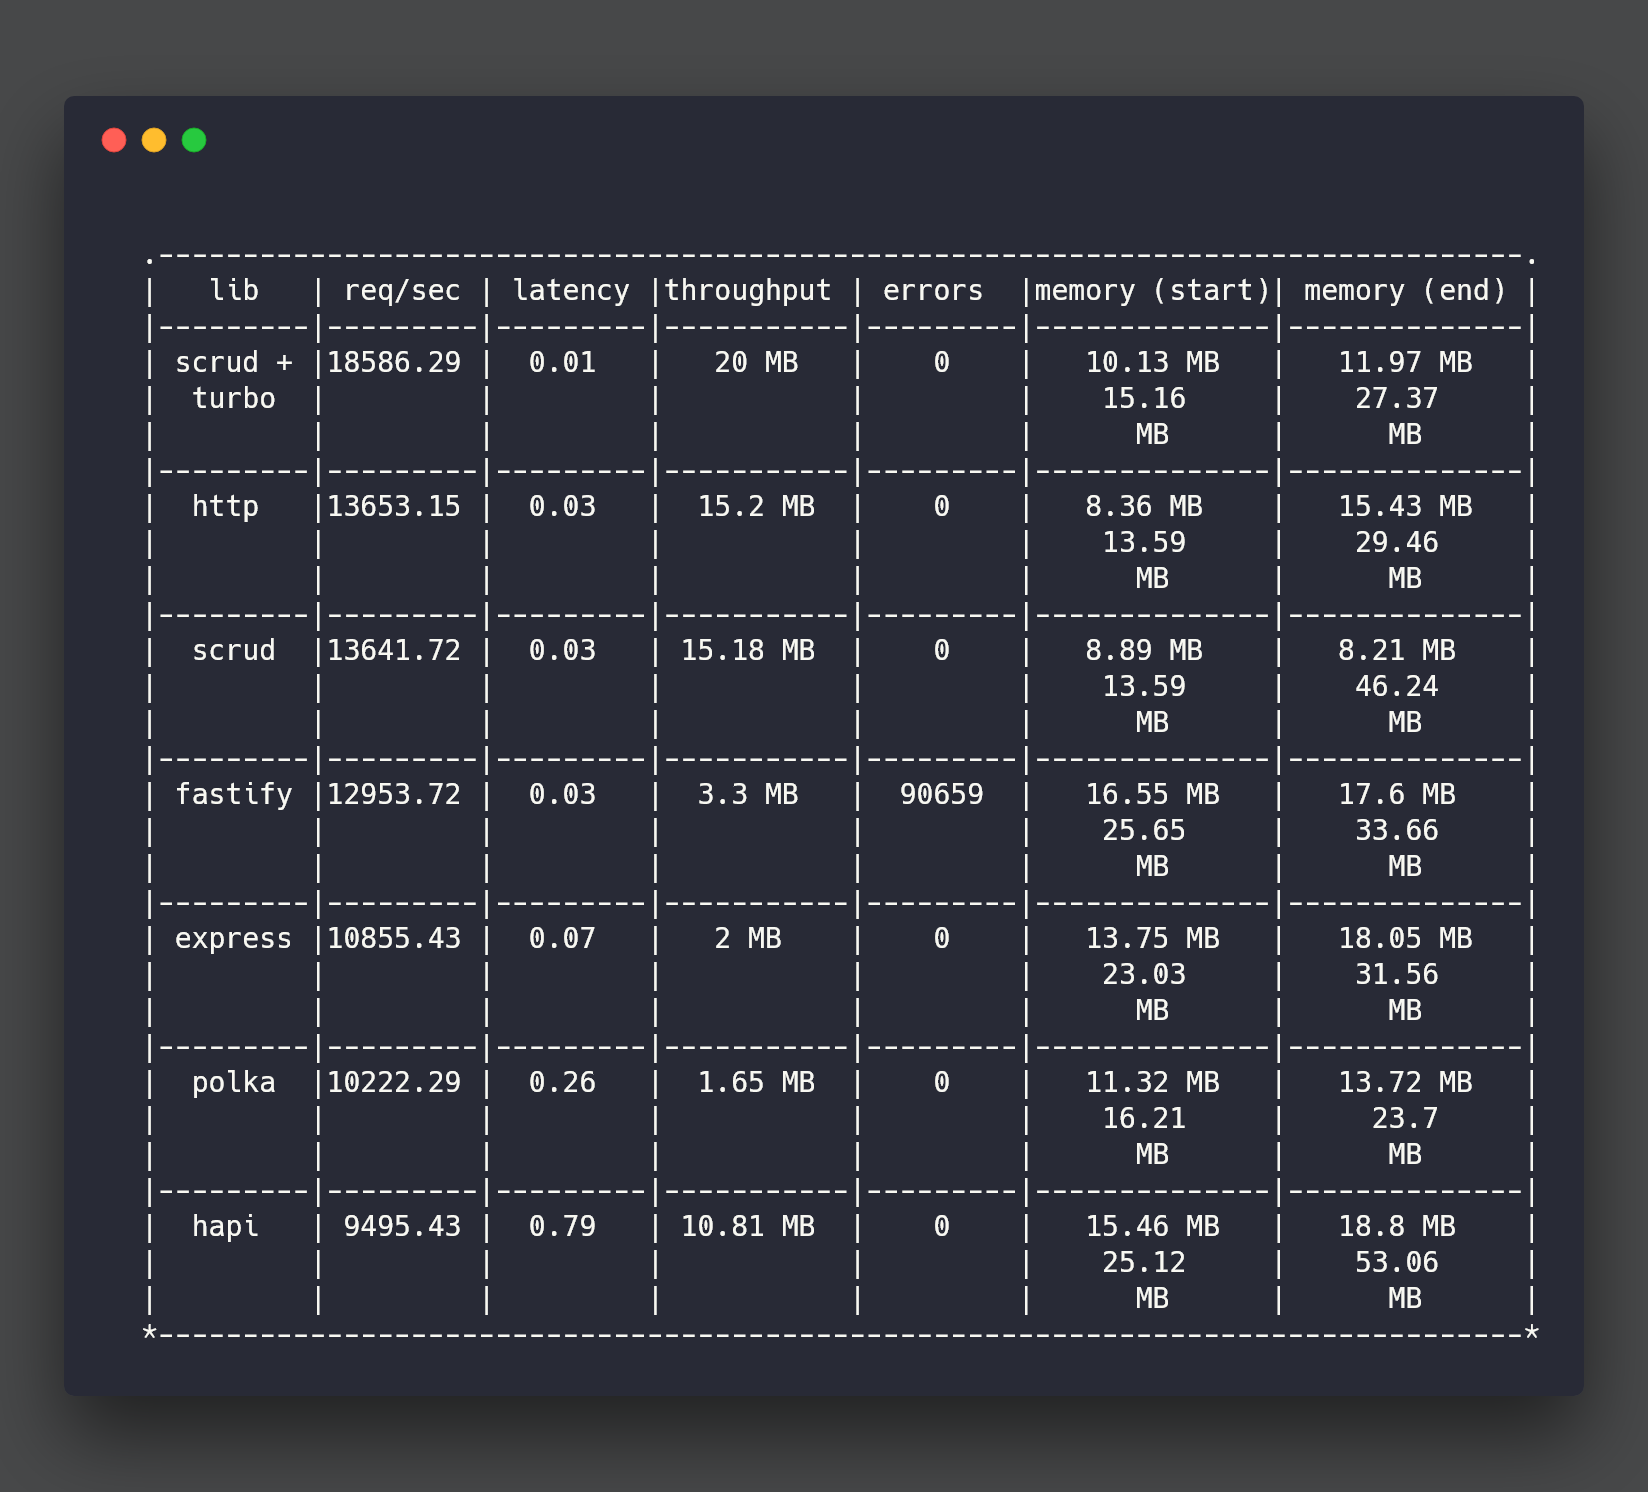 .---------------------------------------------------------------------------------.
|   lib   | req/sec | latency |throughput | errors  |memory (start)| memory (end) |
|---------|---------|---------|-----------|---------|--------------|--------------|
| scrud + |18586.29 |  0.01   |   20 MB   |    0    |   10.13 MB   |   11.97 MB   |
|  turbo  |         |         |           |         |    15.16     |    27.37     |
|         |         |         |           |         |      MB      |      MB      |
|---------|---------|---------|-----------|---------|--------------|--------------|
|  http   |13653.15 |  0.03   |  15.2 MB  |    0    |   8.36 MB    |   15.43 MB   |
|         |         |         |           |         |    13.59     |    29.46     |
|         |         |         |           |         |      MB      |      MB      |
|---------|---------|---------|-----------|---------|--------------|--------------|
|  scrud  |13641.72 |  0.03   | 15.18 MB  |    0    |   8.89 MB    |   8.21 MB    |
|         |         |         |           |         |    13.59     |    46.24     |
|         |         |         |           |         |      MB      |      MB      |
|---------|---------|---------|-----------|---------|--------------|--------------|
| fastify |12953.72 |  0.03   |  3.3 MB   |  90659  |   16.55 MB   |   17.6 MB    |
|         |         |         |           |         |    25.65     |    33.66     |
|         |         |         |           |         |      MB      |      MB      |
|---------|---------|---------|-----------|---------|--------------|--------------|
| express |10855.43 |  0.07   |   2 MB    |    0    |   13.75 MB   |   18.05 MB   |
|         |         |         |           |         |    23.03     |    31.56     |
|         |         |         |           |         |      MB      |      MB      |
|---------|---------|---------|-----------|---------|--------------|--------------|
|  polka  |10222.29 |  0.26   |  1.65 MB  |    0    |   11.32 MB   |   13.72 MB   |
|         |         |         |           |         |    16.21     |     23.7     |
|         |         |         |           |         |      MB      |      MB      |
|---------|---------|---------|-----------|---------|--------------|--------------|
|  hapi   | 9495.43 |  0.79   | 10.81 MB  |    0    |   15.46 MB   |   18.8 MB    |
|         |         |         |           |         |    25.12     |    53.06     |
|         |         |         |           |         |      MB      |      MB      |
*---------------------------------------------------------------------------------*